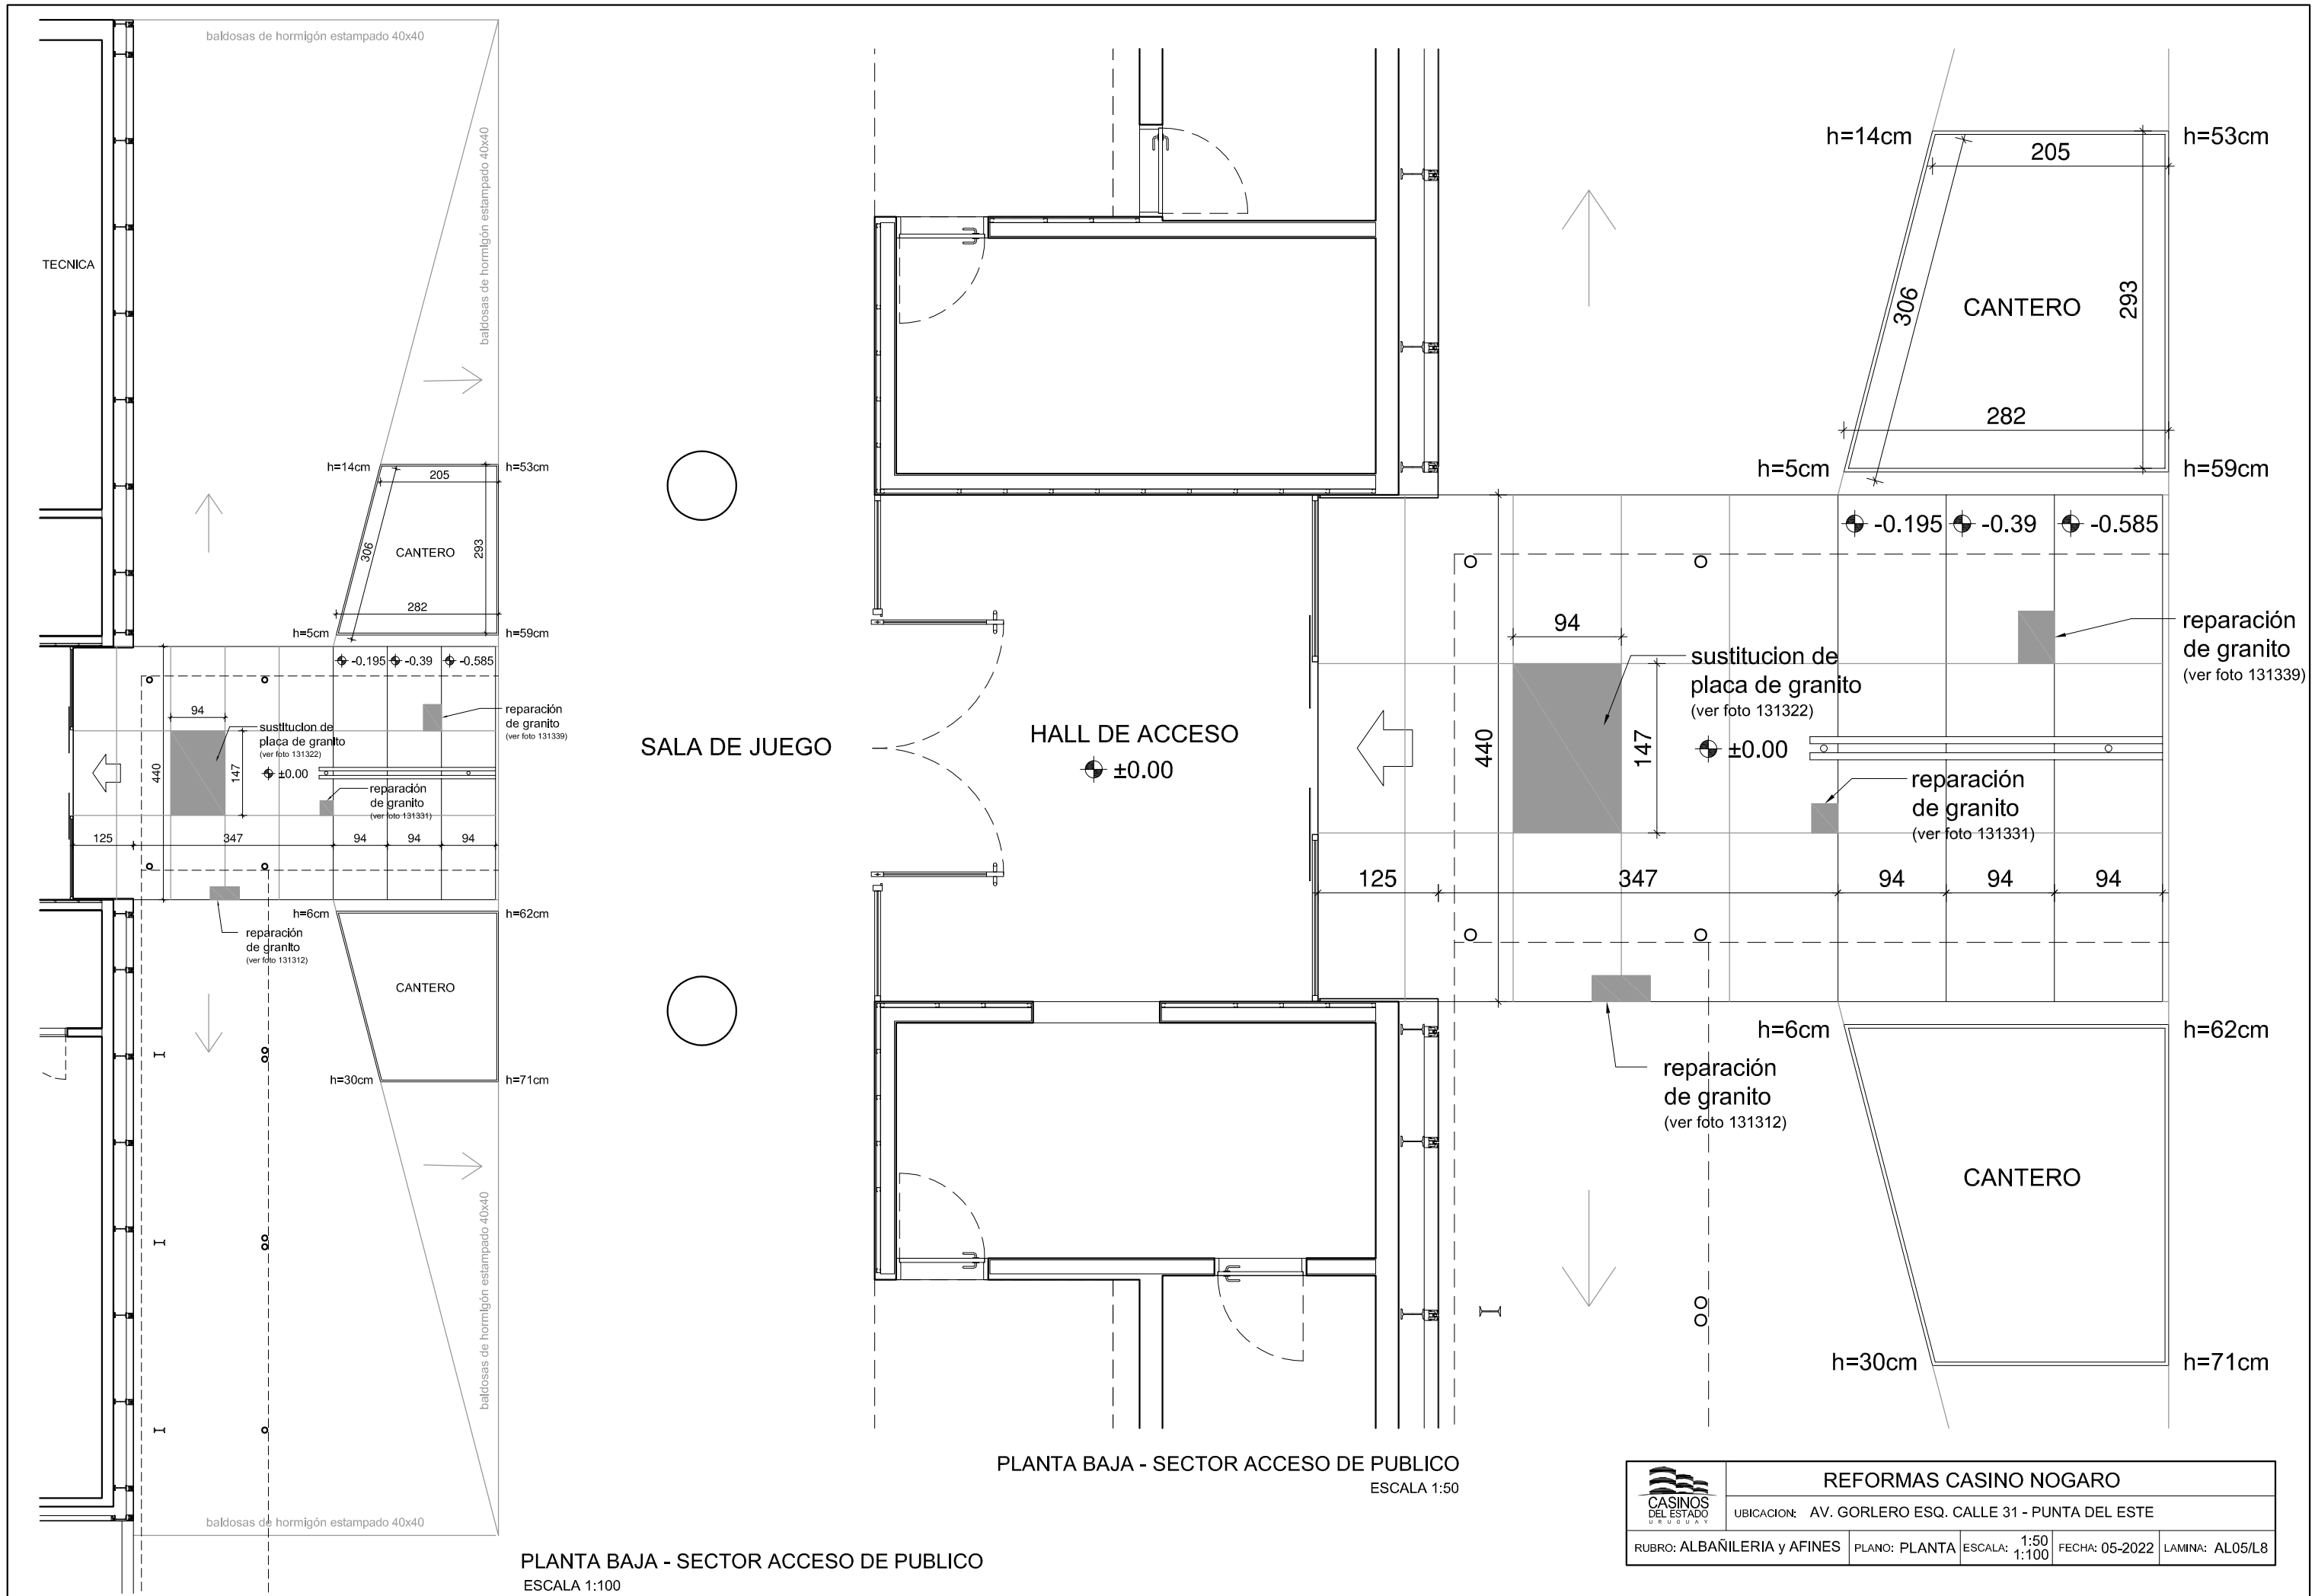 baldosas de hormigón estampado 40x40
baldosas de hormigón estampado 40x40
TECNICA
h=14cm
h=53cm
205
306
CANTERO
293
282
h=5cm
h=59cm
-0.195
-0.39
-0.585
94
sustitucion de
placa de granito
(ver foto 131322)
reparación
de granito
(ver foto 131339)
440
147
±0.00
reparación
de granito
(ver foto 131331)
125
347
94
94
94
reparación
de granito
(ver foto 131312)
h=6cm
h=62cm
CANTERO
h=30cm
h=71cm
baldosas de hormigón estampado 40x40
baldosas de hormigón estampado 40x40
PLANTA BAJA - SECTOR ACCESO DE PUBLICO
ESCALA 1:100
SALA DE JUEGO
HALL DE ACCESO
±0.00
h=14cm
h=53cm
205
306
CANTERO
293
282
h=5cm
h=59cm
-0.195
-0.39
-0.585
94
sustitucion de
placa de granito
(ver foto 131322)
reparación
de granito
(ver foto 131339)
440
147
±0.00
reparación
de granito
(ver foto 131331)
125
347
94
94
94
reparación
de granito
(ver foto 131312)
h=6cm
h=62cm
CANTERO
h=30cm
h=71cm
PLANTA BAJA - SECTOR ACCESO DE PUBLICO
ESCALA 1:50
CASINOS
DEL ESTADO
URUGUAY
REFORMAS CASINO NOGARO
UBICACION: AV. GORLERO ESQ. CALLE 31 - PUNTA DEL ESTE
RUBRO: ALBAÑILERIA y AFINES
PLANO: PLANTA
ESCALA: 1:50
1:100
FECHA: 05-2022
LAMINA: AL05/L8